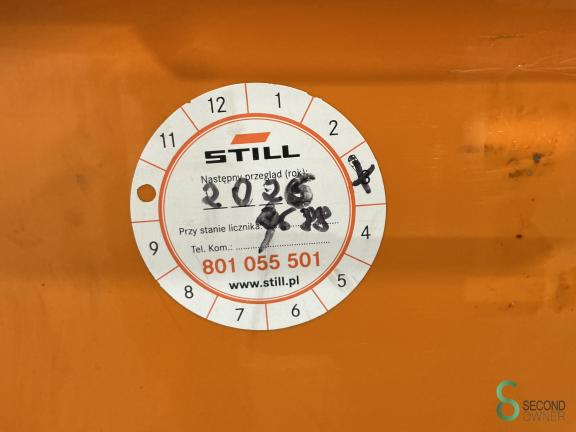 12
1
2
4
5
6
7
8
9
11
STILL
Następny przegląd (rok):
Przy stanie licznika:
Tel. Kom.:
801 055 501
www.still.pl
SECOND
OWNER